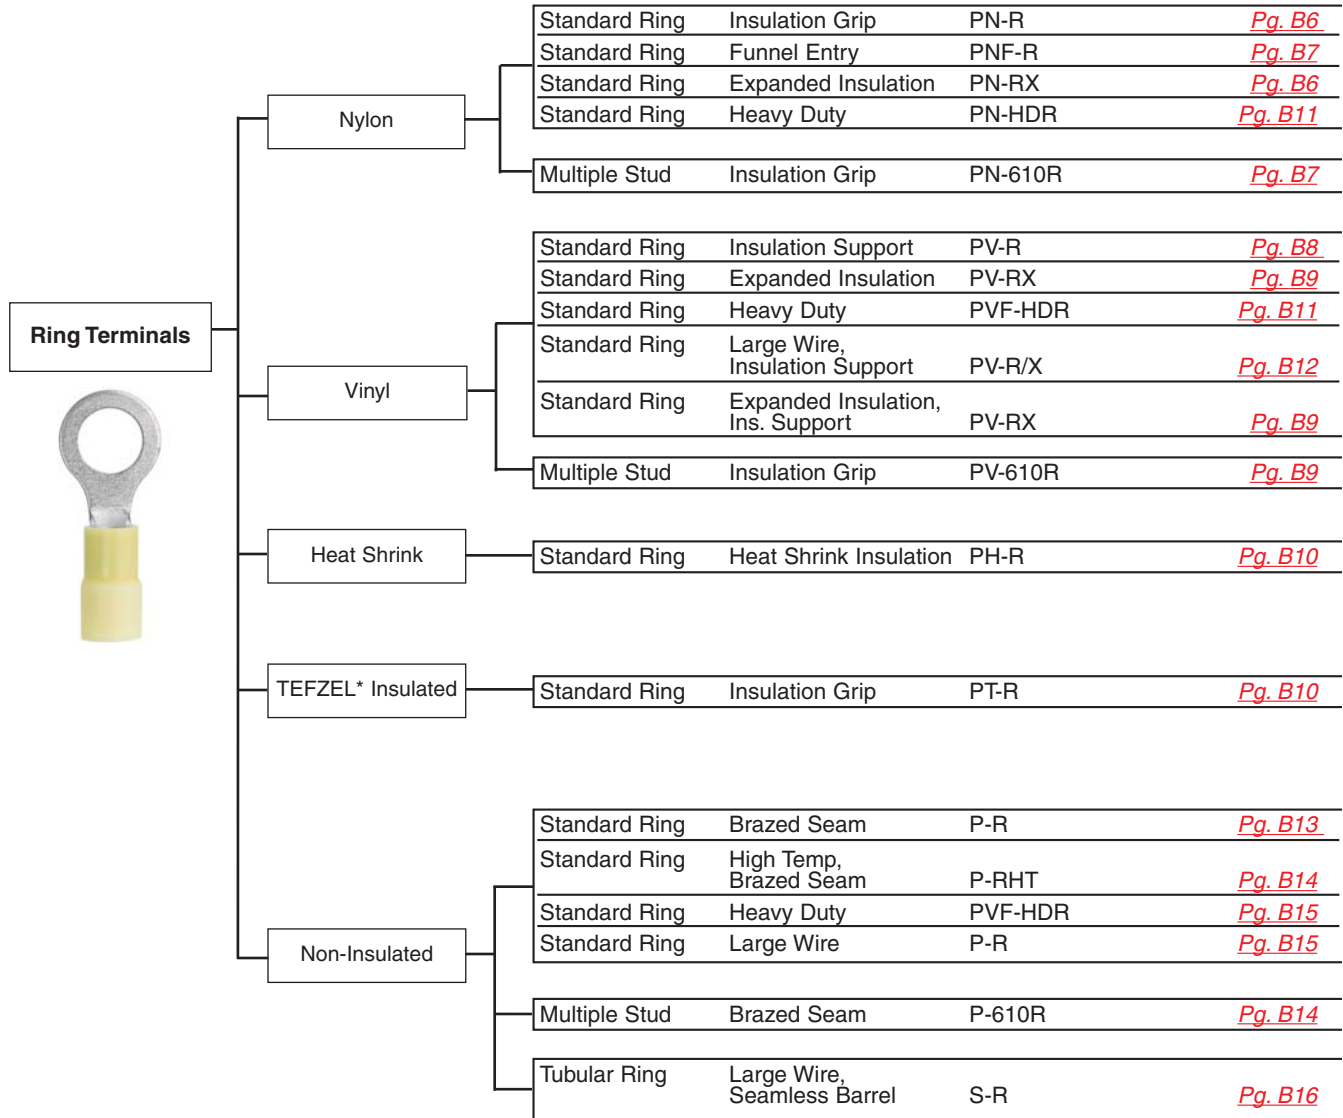 Ring Terminals
Nylon
Standard Ring Insulation Grip PN-R Pg. B6
Standard Ring Funnel Entry PNF-R Pg. B7
Standard Ring Expanded Insulation PN-RX Pg. B6
Standard Ring Heavy Duty PN-HDR Pg. B11
Multiple Stud Insulation Grip PN-610R Pg. B7
Vinyl
Standard Ring Insulation Support PV-R Pg. B8
Standard Ring Expanded Insulation PV-RX Pg. B9
Standard Ring Heavy Duty PVF-HDR Pg. B11
Standard Ring Large Wire,
Insulation Support PV-R/X Pg. B12
Standard Ring Expanded Insulation,
Ins. Support PV-RX Pg. B9
Multiple Stud Insulation Grip PV-610R Pg. B9
Heat Shrink
Standard Ring Heat Shrink Insulation PH-R Pg. B10
TEFZEL* Insulated
Standard Ring Insulation Grip PT-R Pg. B10
Non-Insulated
Standard Ring Brazed Seam P-R Pg. B13
Standard Ring High Temp,
Brazed Seam P-RHT Pg. B14
Standard Ring Heavy Duty PVF-HDR Pg. B15
Standard Ring Large Wire P-R Pg. B15
Multiple Stud Brazed Seam P-610R Pg. B14
Tubular Ring Large Wire,
Seamless Barrel S-R Pg. B16